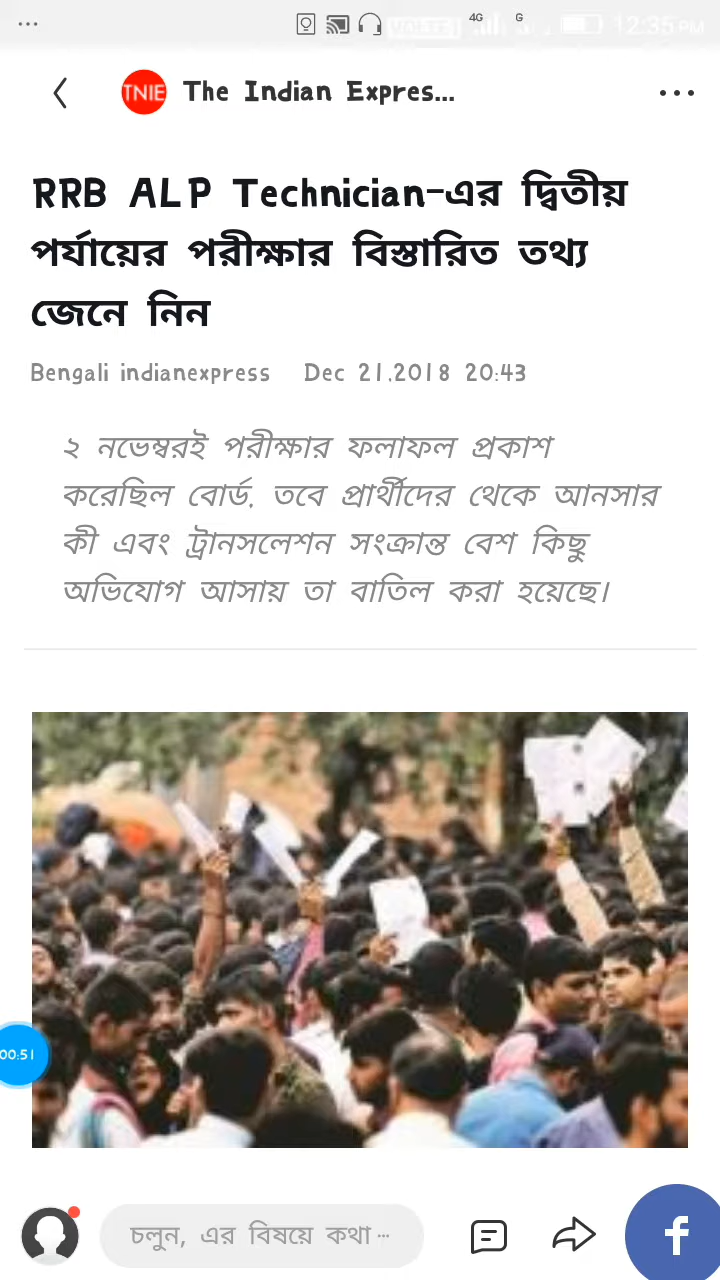 12:35 PM
4G
G
TNIE The Indian Expres...
RRB ALP Technician-এর দ্বিতীয়
পর্যায়ের পরীক্ষার বিস্তারিত তথ্য
জেনে নিন
Bengali indianexpress Dec 21,2018 20:43
২ নভেম্বরই পরীক্ষার ফলাফল প্রকাশ
করেছিল বোর্ড. তবে প্রার্থীদের থেকে আনসার
কী এবং ট্রানসলেশন সংক্রান্ত বেশ কিছু
অভিযোগ আসায় তা বাতিল করা হয়েছে।
00:51
চলুন, এর বিষয়ে কথা ...
f